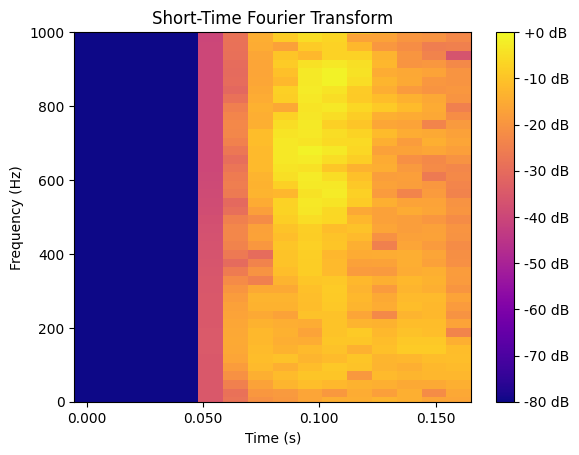 Short-Time Fourier Transform
1000
800
600
400
200
0
Frequency (Hz)
0.000
0.050
0.100
0.150
Time (s)
+0 dB
-10 dB
-20 dB
-30 dB
-40 dB
-50 dB
-60 dB
-70 dB
-80 dB